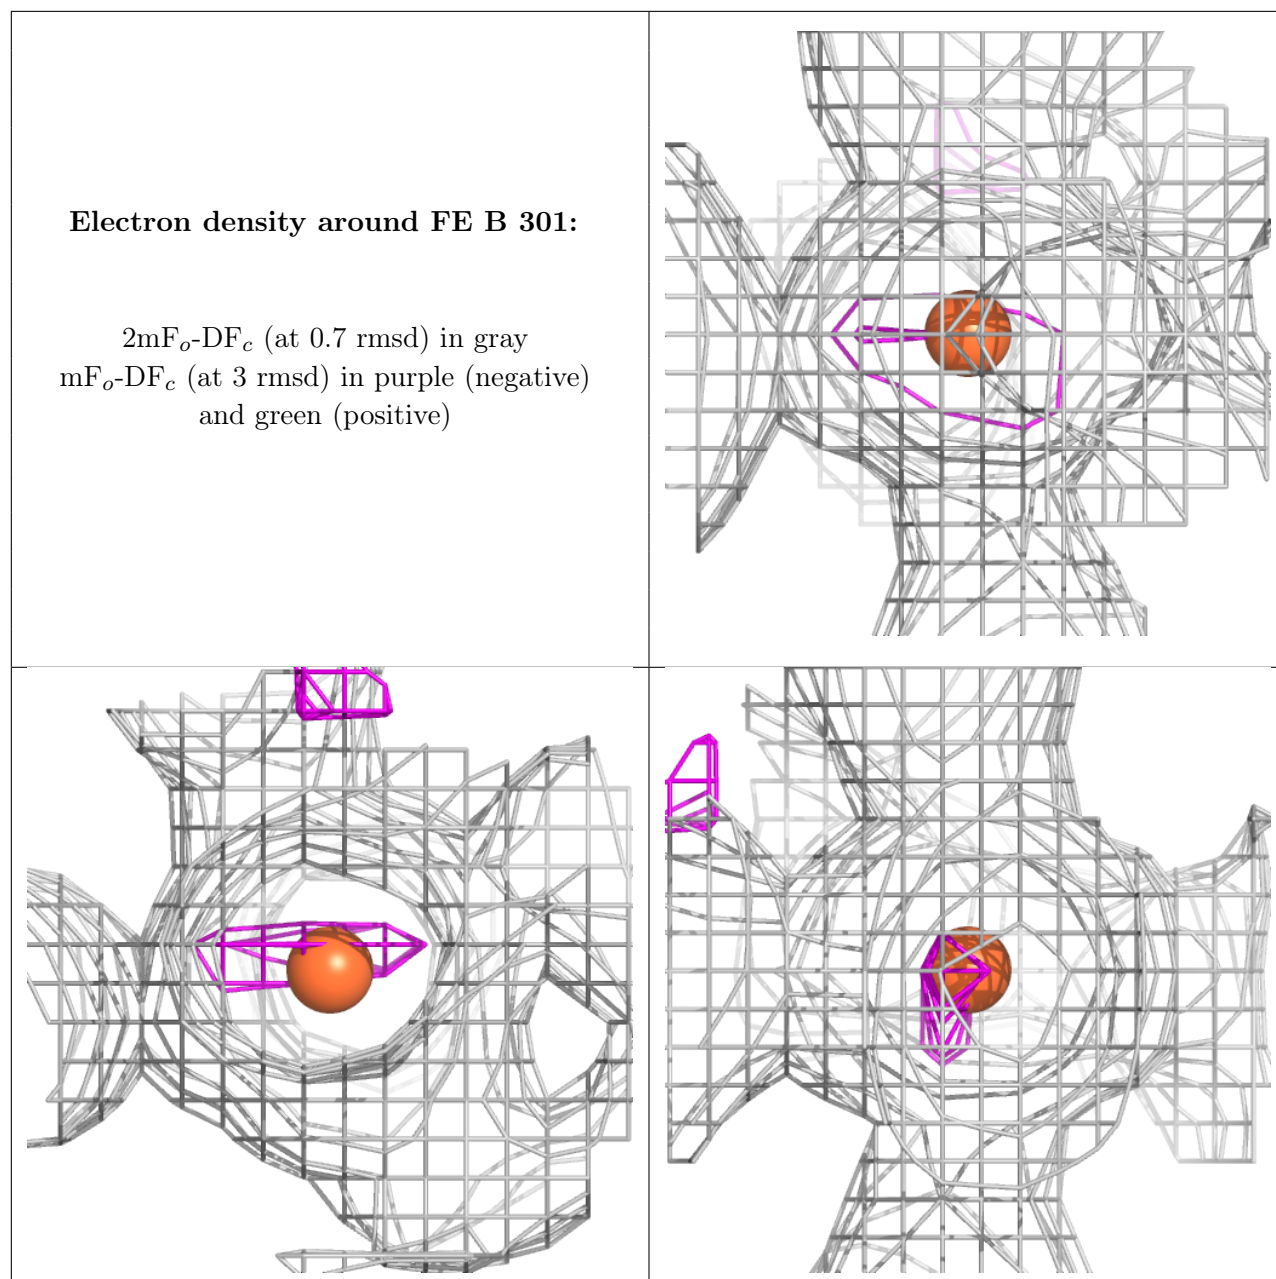 Electron density around FE B 301:
2mFo-DFc (at 0.7 rmsd) in gray
mFo-DFc (at 3 rmsd) in purple (negative)
and green (positive)